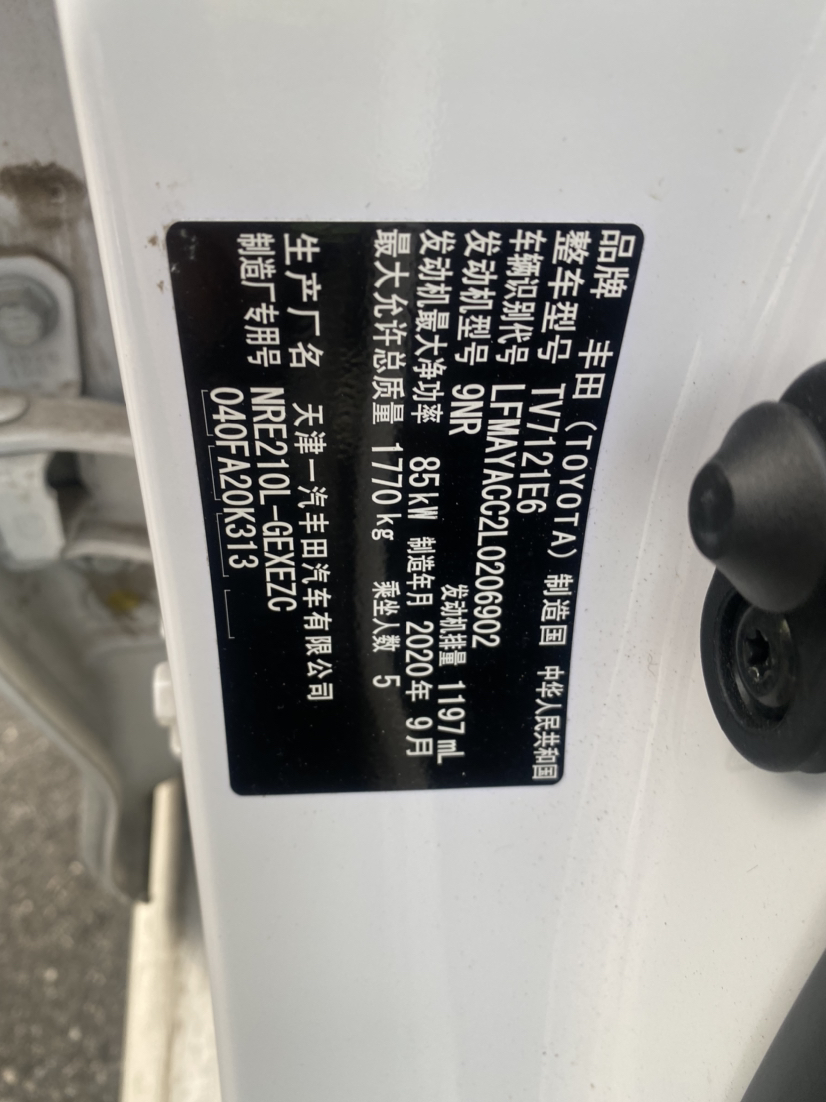 品牌 丰田（TOYOTA） 制造国 中华人民共和国
整车型号 TV7121E6
车辆识别代号 LFMAYACC2L0206902
发动机型号 9NR 发动机排量 1197mL
发动机最大净功率 85kW 制造年月 2020年 9月
最大允许总质量 1770kg 乘坐人数 5
生产厂名 天津一汽丰田汽车有限公司
制造厂专用号 NRE210L-GEXEZC
040FA20K313